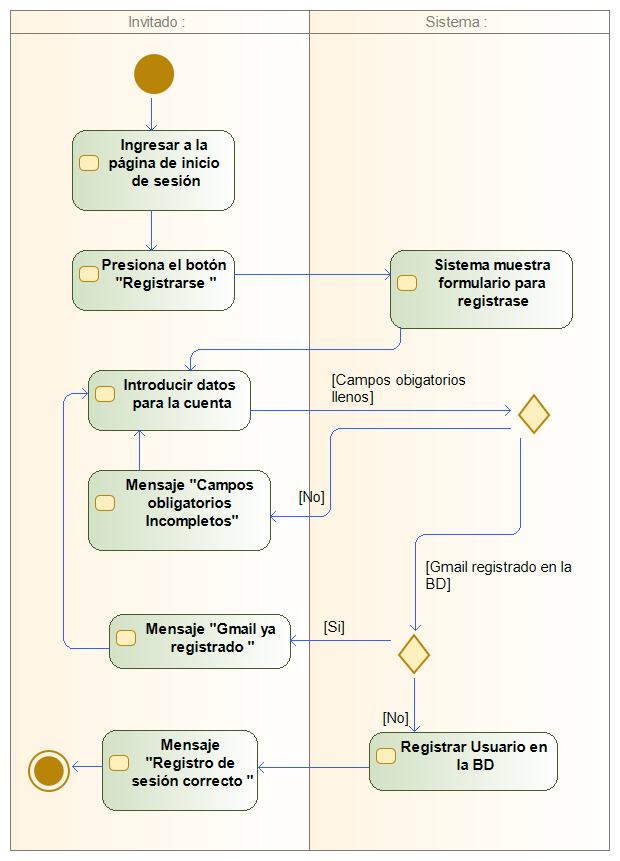 Invitado :
Sistema :
Ingresar a la
página de inicio
de sesión
Presiona el botón
"Registrarse "
Sistema muestra
formulario para
registrase
Introducir datos
para la cuenta
[Campos obigatorios
llenos]
Mensaje "Campos
obligatorios
Incompletos"
[No]
[Gmail registrado en la
BD]
Mensaje "Gmail ya
registrado "
[Si]
[No]
Registrar Usuario en
la BD
Mensaje
"Registro de
sesión correcto "